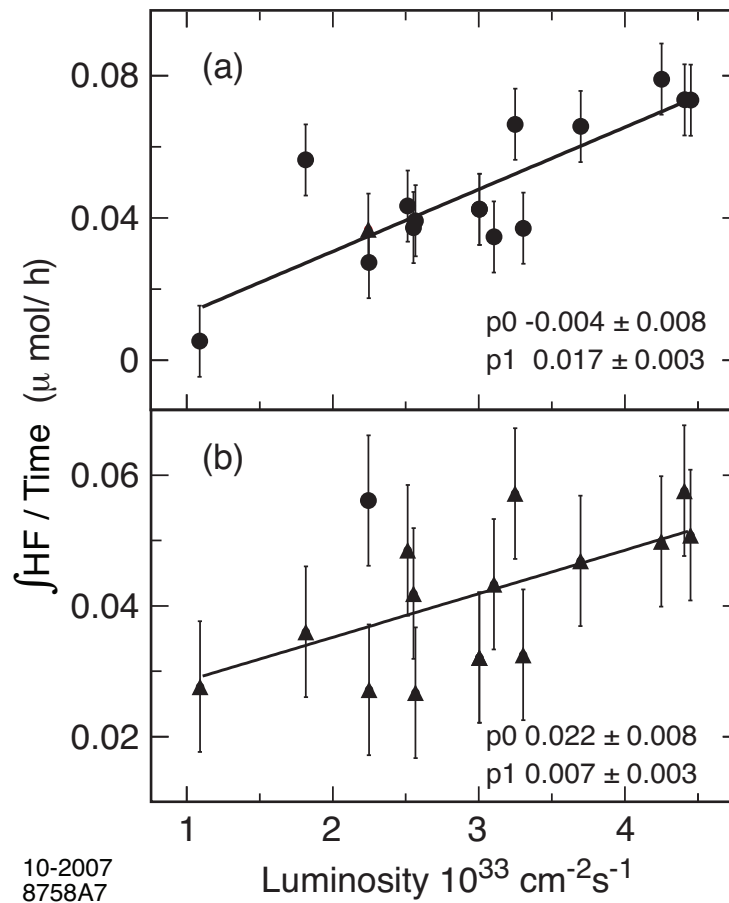 (a)
0.08
0.04
0
p0 -0.004 ± 0.008
p1 0.017 ± 0.003
∫HF / Time (μ mol/ h)
(b)
0.06
0.04
0.02
p0 0.022 ± 0.008
p1 0.007 ± 0.003
1 2 3 4
Luminosity 10³³ cm⁻²s⁻¹
10-2007
8758A7